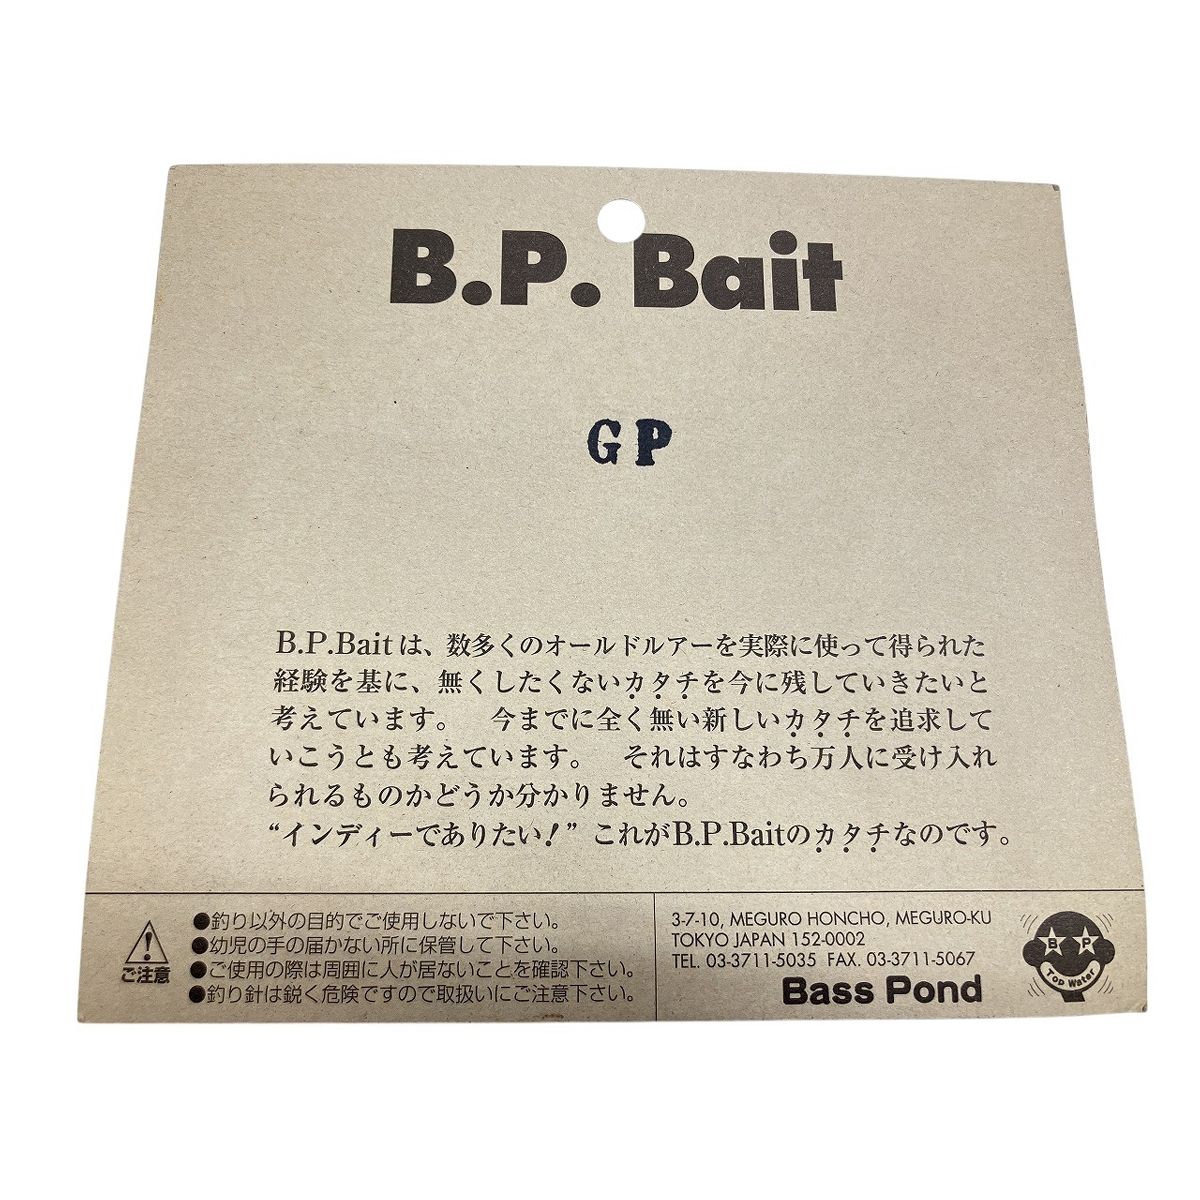 B.P. Bait
GP
B.P.Baitは、数多くのオールドルアーを実際に使って得られた
経験を基に、無くしたくないカタチを今に残していきたいと
考えています。 今までに全く無い新しいカタチを追求して
いこうとも考えています。 それはすなわち万人に受け入れ
られるものかどうか分かりません。
“インディーでありたい!” これがB.P.Baitのカタチなのです。
ご注意
●釣り以外の目的でご使用しないで下さい。
●幼児の手の届かない所に保管して下さい。
●ご使用の際は周囲に人が居ないことを確認下さい。
●釣り針は鋭く危険ですので取扱いにご注意下さい。
3-7-10, MEGURO HONCHO, MEGURO-KU
TOKYO JAPAN 152-0002
TEL. 03-3711-5035 FAX. 03-3711-5067
Bass Pond
B P
Top Water